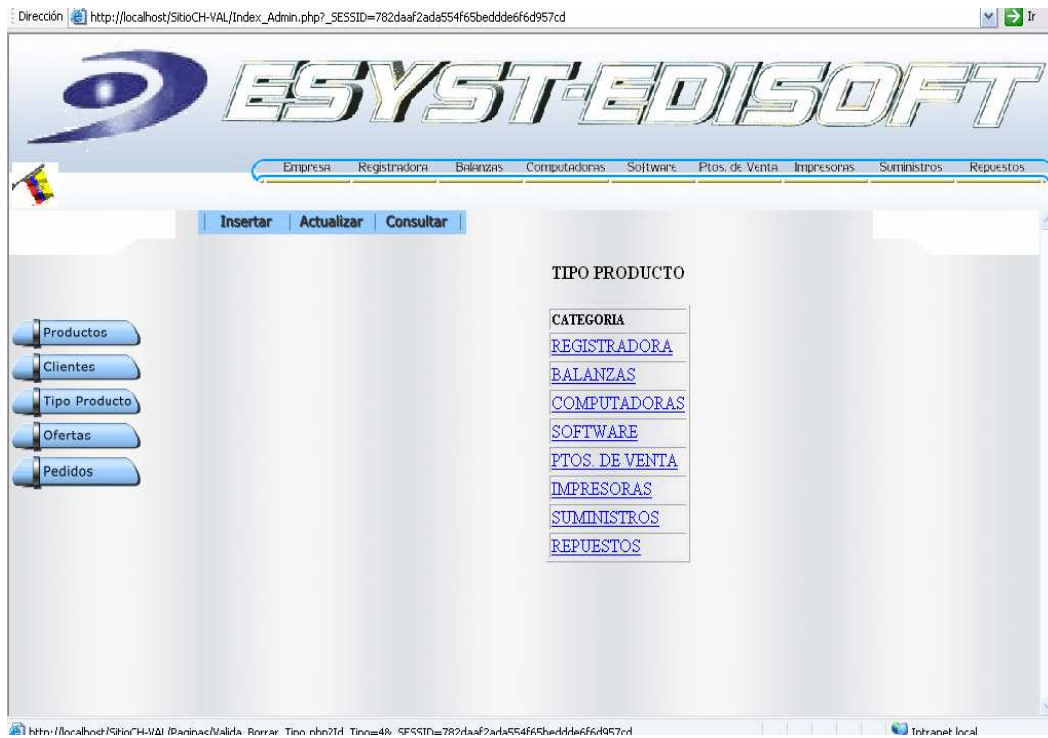 Dirección http://localhost/SitioCH-VAL/Index_Admin.php?_SESSID=782daaf2ada554f65beddde6f6d957cd Ir
ESYST-EDISOFT
Empresa Registradora Balanzas Computadoras Software Ptos. de Venta Impresoras Suministros Repuestos
Insertar Actualizar Consultar
TIPO PRODUCTO
CATEGORIA
REGISTRADORA
BALANZAS
COMPUTADORAS
SOFTWARE
PTOS. DE VENTA
IMPRESORAS
SUMINISTROS
REPUESTOS
Productos
Clientes
Tipo Producto
Ofertas
Pedidos
http://localhost/SitioCH-VAL/Paginas/Valida_Borrar_Tipo.php?Id_Tipo=4&_SESSID=782daaf2ada554f65beddde6f6d957cd Intranet local